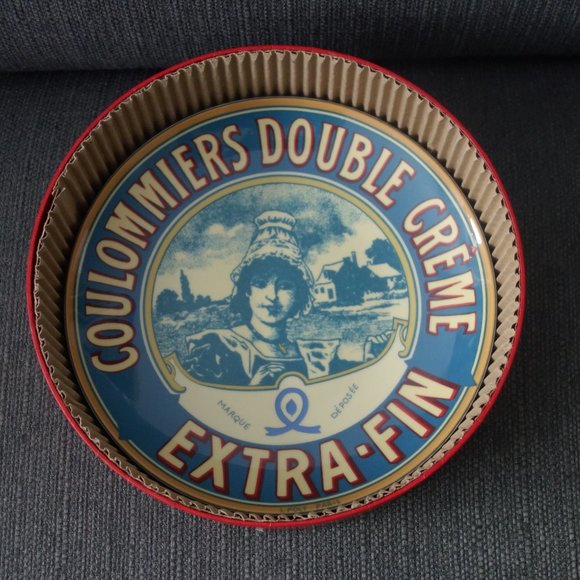 COULOMMIERS DOUBLE CRÈME
MARQUE DÉPOSÉE
EXTRA-FIN